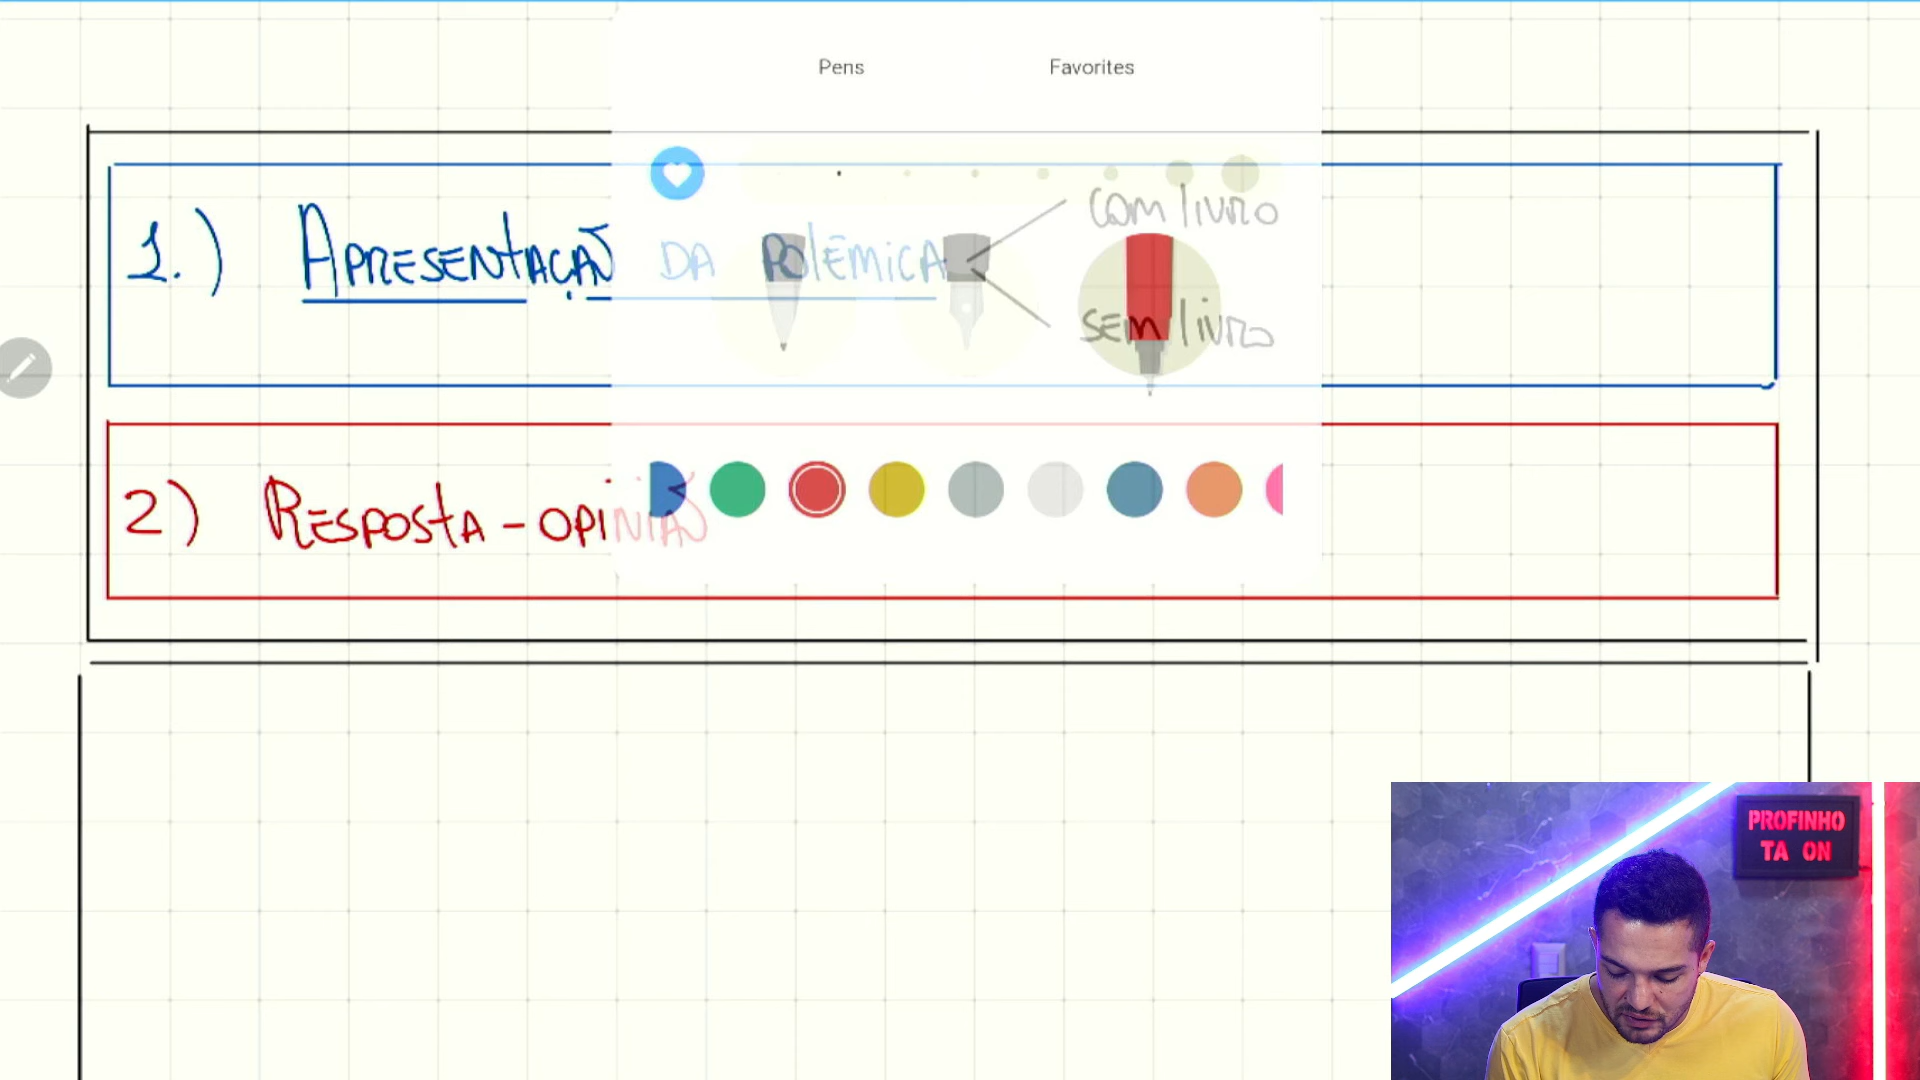 Pens Favorites
1.) APRESENTAÇÃO DA POLÊMICA
COM LIVRO
SEM LIVRO
2) RESPOSTA - OPINIÃO
PROFINHO
TA ON